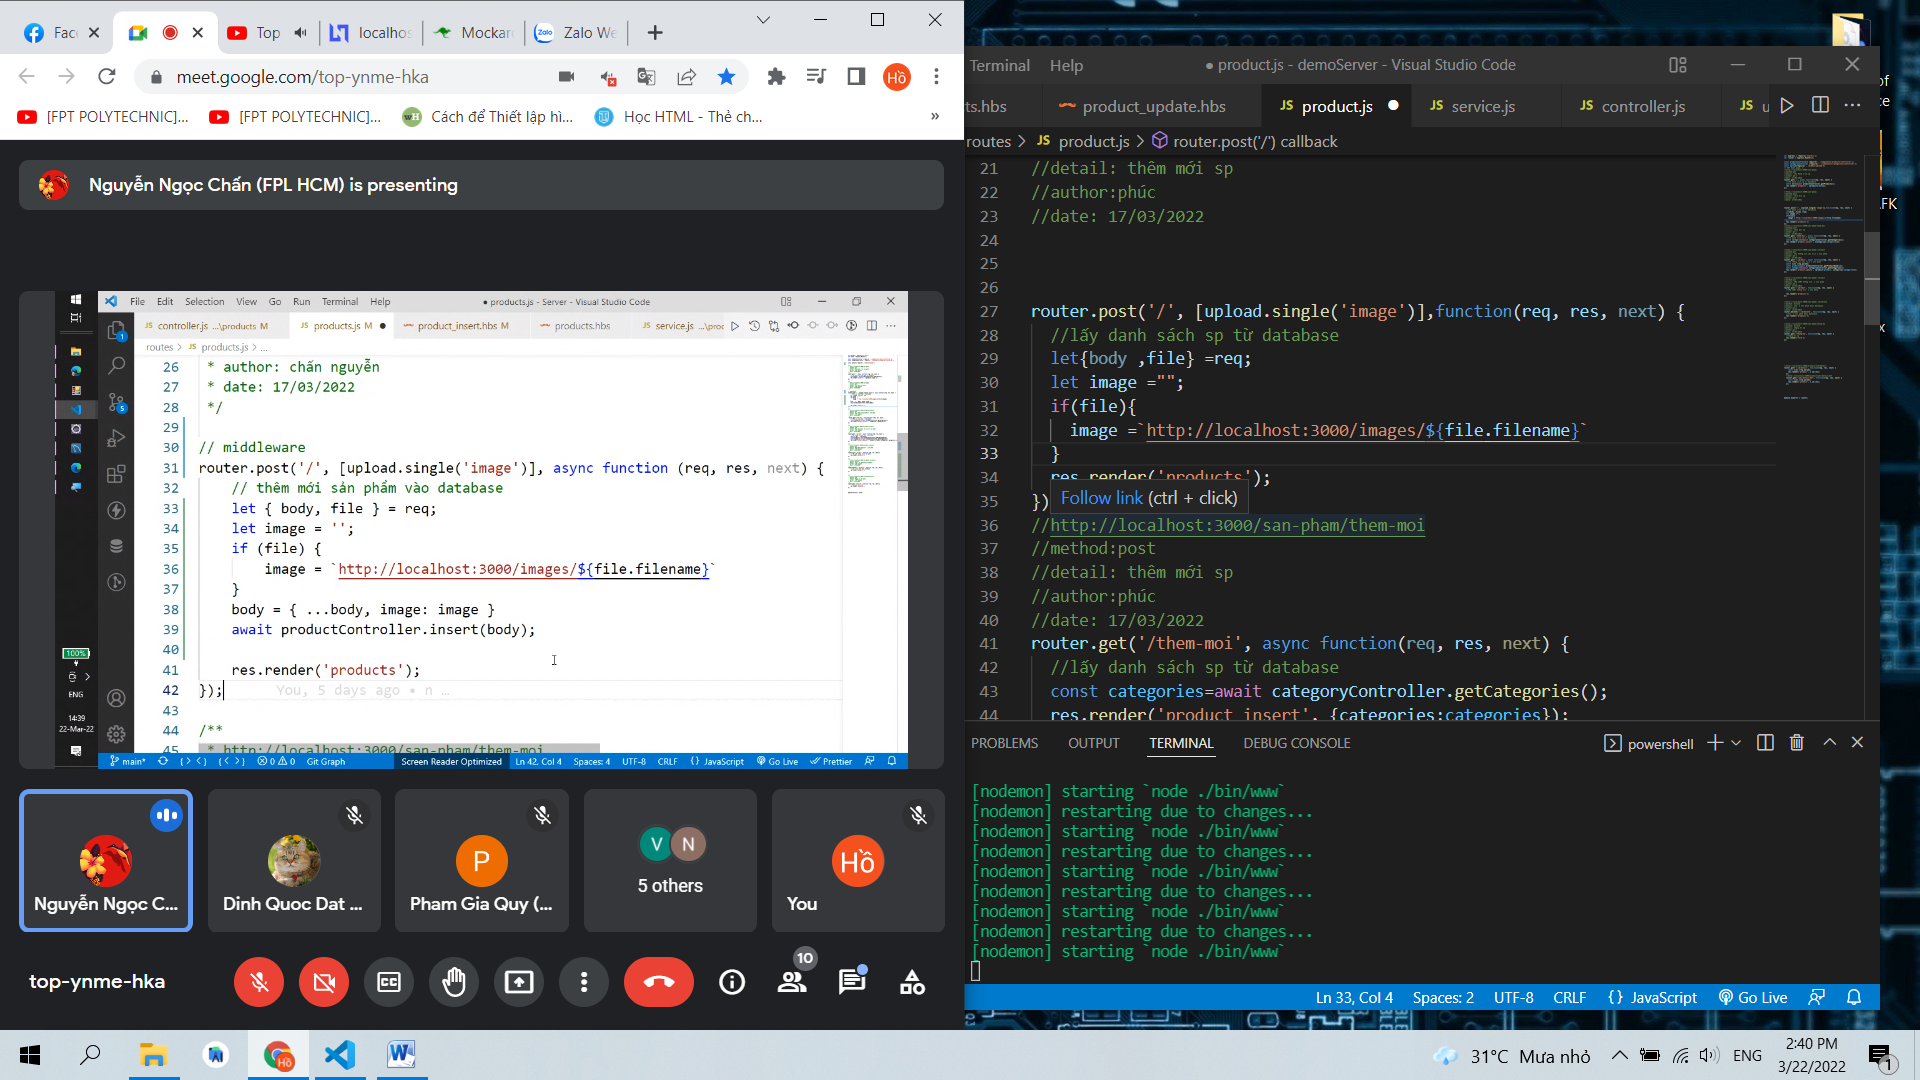 Fac
Top
localhos
Mockar
Zalo We
meet.google.com/top-ynme-hka
Hồ
[FPT POLYTECHNIC]...
[FPT POLYTECHNIC]...
Cách để Thiết lập hì...
Học HTML - Thẻ ch...
»
Nguyễn Ngọc Chấn (FPL HCM) is presenting
File Edit Selection View Go Run Terminal Help
● products.js - Server - Visual Studio Code
controller.js ...\products M
products.js M ●
product_insert.hbs M
products.hbs
service.js ...\proc
routes > JS products.js > ...
26 * author: chấn nguyễn
27 * date: 17/03/2022
28 */
29
30 // middleware
31 router.post('/', [upload.single('image')], async function (req, res, next) {
32 // thêm mới sản phẩm vào database
33 let { body, file } = req;
34 let image = '';
35 if (file) {
36 image = `http://localhost:3000/images/${file.filename}`
37 }
38 body = { ...body, image: image }
39 await productController.insert(body);
40
41 res.render('products');
42 }); You, 5 days ago • n …
43
44 /**
45 * http://localhost:3000/san-pham/them-moi
100%
ENG
14:39
22-Mar-22
main* 0 0 Git Graph
Screen Reader Optimized Ln 42, Col 4 Spaces: 4 UTF-8 CRLF {} JavaScript Go Live Prettier
Nguyễn Ngọc C...
Dinh Quoc Dat ...
P
Pham Gia Quy (...
V N
5 others
Hồ
You
top-ynme-hka
10
Terminal Help
● product.js - demoServer - Visual Studio Code
ts.hbs
product_update.hbs
JS product.js ●
JS service.js
JS controller.js
JS u
routes > JS product.js > router.post('/') callback
21 //detail: thêm mới sp
22 //author:phúc
23 //date: 17/03/2022
24
25
26
27 router.post('/', [upload.single('image')],function(req, res, next) {
28 //lấy danh sách sp từ database
29 let{body ,file} =req;
30 let image ="";
31 if(file){
32 image =`http://localhost:3000/images/${file.filename}`
33 }
34 res.render('products');
35 })
Follow link (ctrl + click)
36 //http://localhost:3000/san-pham/them-moi
37 //method:post
38 //detail: thêm mới sp
39 //author:phúc
40 //date: 17/03/2022
41 router.get('/them-moi', async function(req, res, next) {
42 //lấy danh sách sp từ database
43 const categories=await categoryController.getCategories();
44 res.render('product_insert', {categories:categories});
PROBLEMS OUTPUT TERMINAL DEBUG CONSOLE
powershell
[nodemon] starting `node ./bin/www`
[nodemon] restarting due to changes...
[nodemon] starting `node ./bin/www`
[nodemon] restarting due to changes...
[nodemon] starting `node ./bin/www`
[nodemon] restarting due to changes...
[nodemon] starting `node ./bin/www`
[nodemon] restarting due to changes...
[nodemon] starting `node ./bin/www`
Ln 33, Col 4 Spaces: 2 UTF-8 CRLF {} JavaScript Go Live
of
ce
FK
x
31°C Mưa nhỏ
ENG
2:40 PM
3/22/2022
1